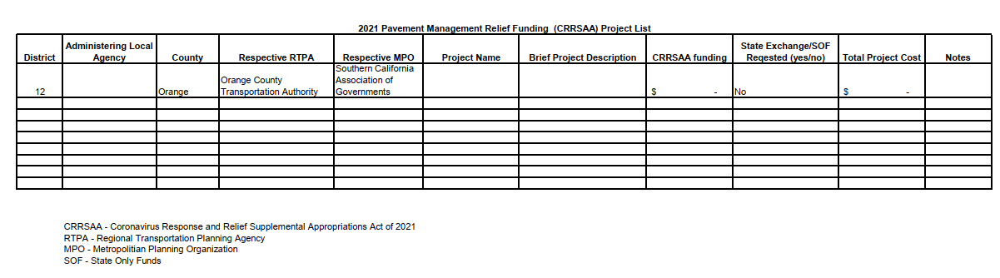 2021 Pavement Management Relief Funding (CRRSAA) Project List
District Administering Local Agency County Respective RTPA Respective MPO Project Name Brief Project Description CRRSAA funding State Exchange/SOF Reqested (yes/no) Total Project Cost Notes
12 Orange Orange County Transportation Authority Southern California Association of Governments $ - No $ -
CRRSAA - Coronavirus Response and Relief Supplemental Appropriations Act of 2021
RTPA - Regional Transportation Planning Agency
MPO - Metropolitian Planning Organization
SOF - State Only Funds